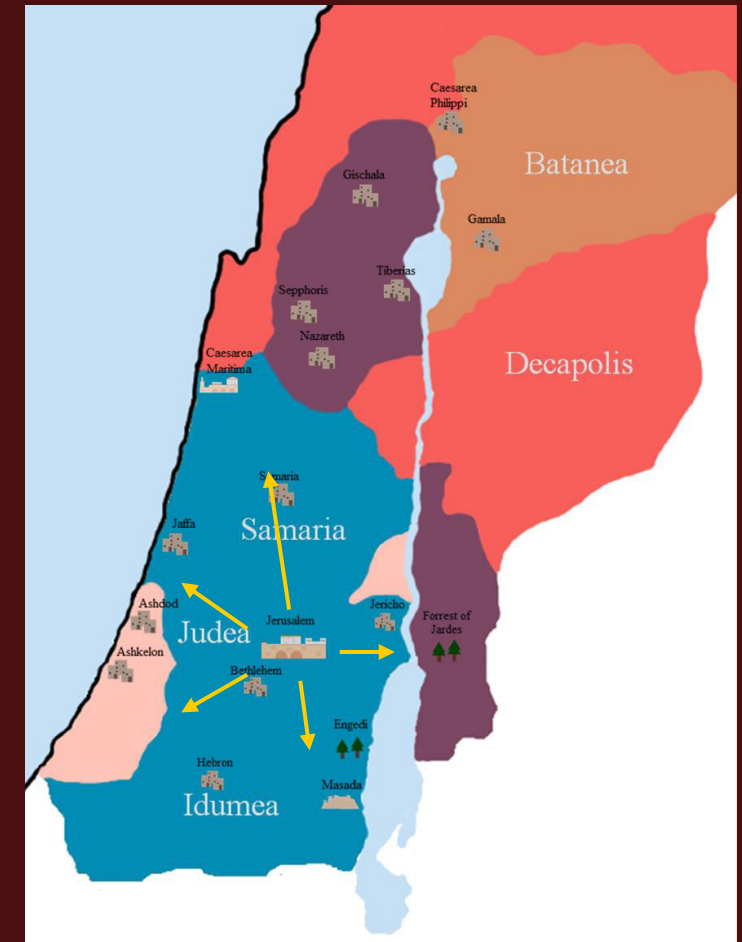 Caesarea
Philippi
Batanea
Gischala
Gamala
Tiberias
Sepphoris
Nazareth
Caesarea
Maritima
Decapolis
Samaria
Jaffa
Samaria
Ashdod
Jericho
Jerusalem
Forrest of
Jardes
Judea
Ashkelon
Bethlehem
Engedi
Hebron
Masada
Idumea